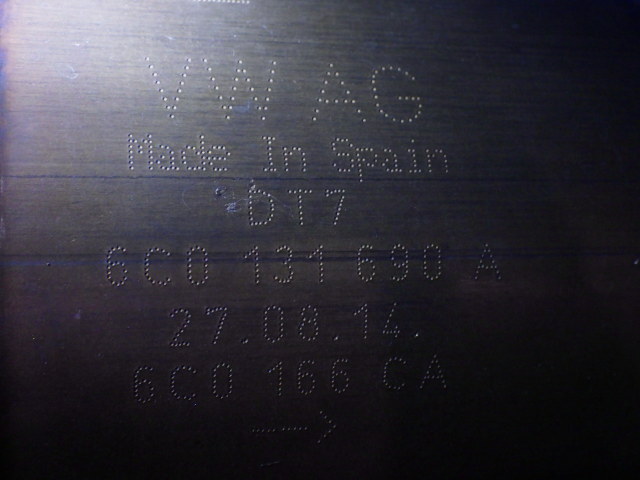 VW AG
Made In Spain
DT7
6C0 131 690 A
27.08.14.
6C0 166 CA
→